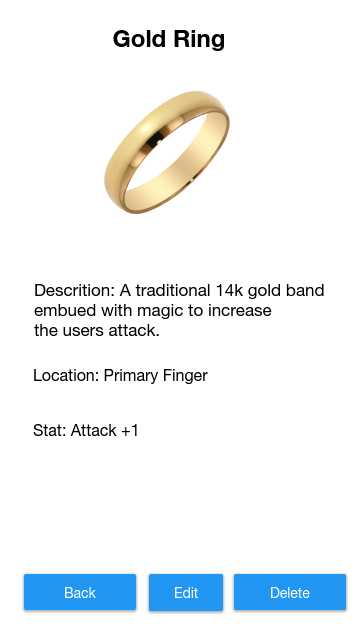 Gold Ring
Descrition: A traditional 14k gold band
embued with magic to increase
the users attack.
Location: Primary Finger
Stat: Attack +1
Back Edit Delete